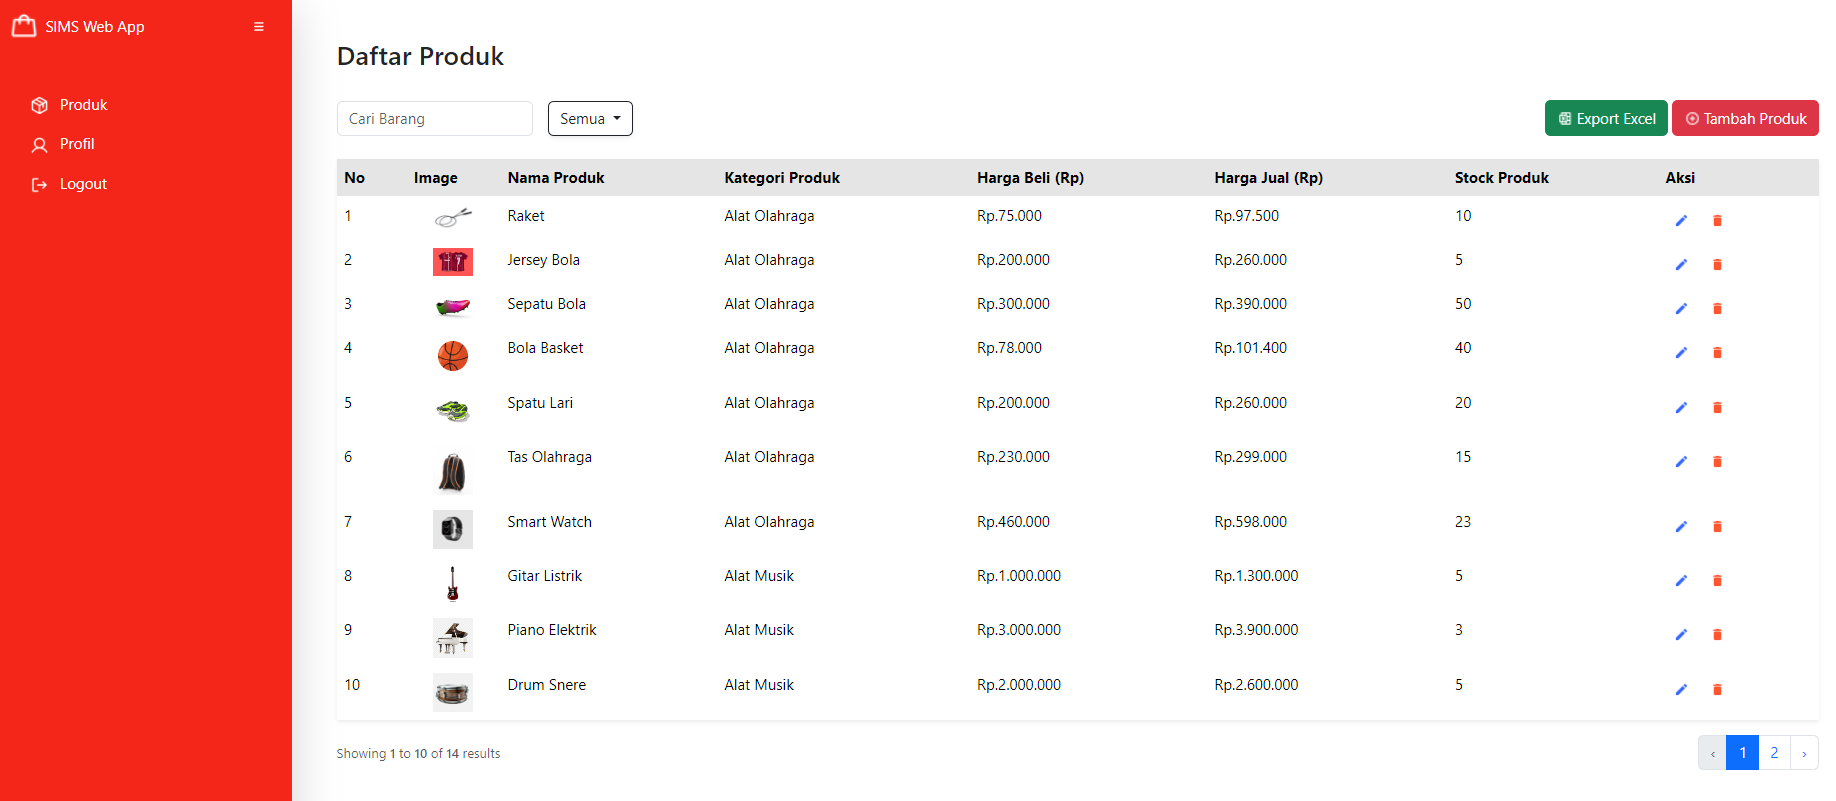 SIMS Web App
Produk
Profil
Logout
Daftar Produk
Cari Barang
Semua
Export Excel
Tambah Produk
No Image Nama Produk Kategori Produk Harga Beli (Rp) Harga Jual (Rp) Stock Produk Aksi
1 Raket Alat Olahraga Rp.75.000 Rp.97.500 10
2 Jersey Bola Alat Olahraga Rp.200.000 Rp.260.000 5
3 Sepatu Bola Alat Olahraga Rp.300.000 Rp.390.000 50
4 Bola Basket Alat Olahraga Rp.78.000 Rp.101.400 40
5 Spatu Lari Alat Olahraga Rp.200.000 Rp.260.000 20
6 Tas Olahraga Alat Olahraga Rp.230.000 Rp.299.000 15
7 Smart Watch Alat Olahraga Rp.460.000 Rp.598.000 23
8 Gitar Listrik Alat Musik Rp.1.000.000 Rp.1.300.000 5
9 Piano Elektrik Alat Musik Rp.3.000.000 Rp.3.900.000 3
10 Drum Snere Alat Musik Rp.2.000.000 Rp.2.600.000 5
Showing 1 to 10 of 14 results
‹ 1 2 ›